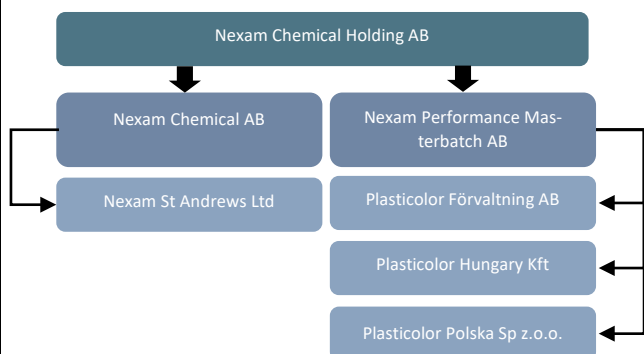 Nexam Chemical Holding AB
Nexam Chemical AB
Nexam Performance Mas-
terbatch AB
Nexam St Andrews Ltd
Plasticolor Förvaltning AB
Plasticolor Hungary Kft
Plasticolor Polska Sp z.o.o.